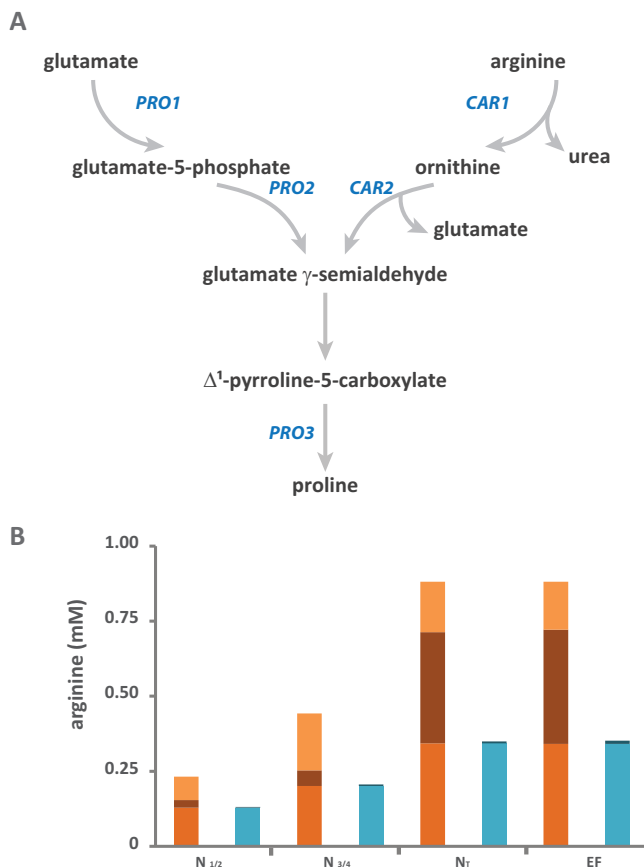 A
glutamate arginine
PRO1 CAR1
urea
glutamate-5-phosphate ornithine
PRO2 CAR2
glutamate
glutamate γ-semialdehyde
Δ¹-pyrroline-5-carboxylate
PRO3
proline
B
arginine (mM)
1.00
0.75
0.50
0.25
0
N 1/2 N 3/4 NT EF